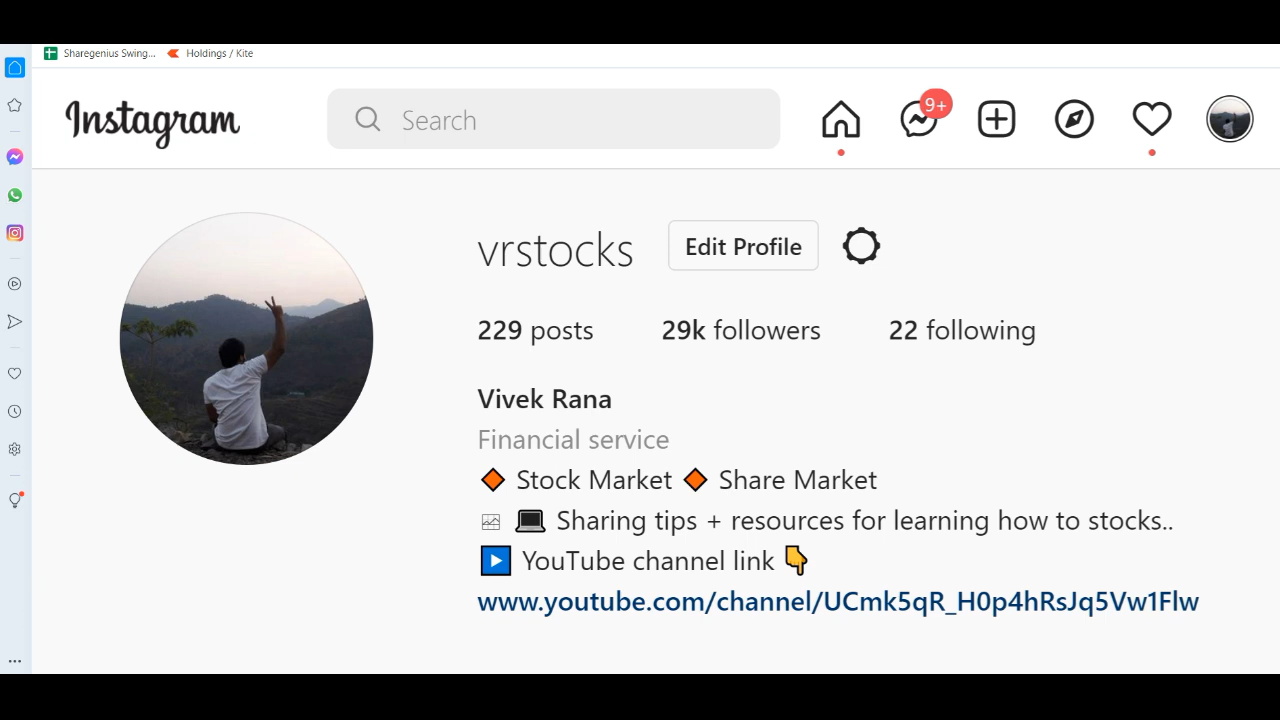 Sharegenius Swing... Holdings / Kite
Instagram Search 9+
vrstocks Edit Profile
229 posts 29k followers 22 following
Vivek Rana
Financial service
🔶 Stock Market 🔶 Share Market
💻 Sharing tips + resources for learning how to stocks..
▶️ YouTube channel link 👇
www.youtube.com/channel/UCmk5qR_H0p4hRsJq5Vw1Flw